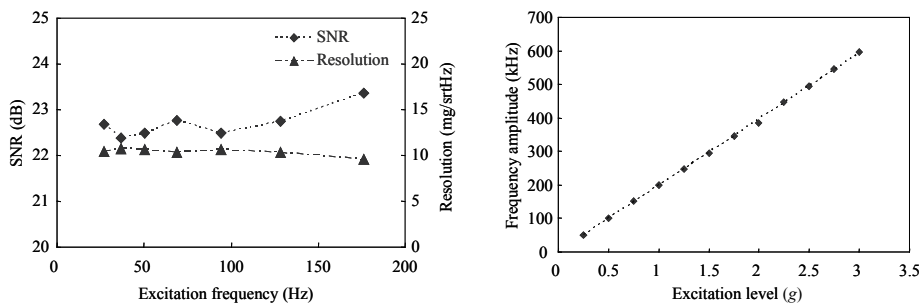 25
24
23
22
21
20
SNR (dB)
SNR
Resolution
25
20
15
10
5
0
Resolution (mg/srtHz)
0 50 100 150 200
Excitation frequency (Hz)
700
600
500
400
300
200
100
0
Frequency amplitude (kHz)
0 0.5 1 1.5 2 2.5 3 3.5
Excitation level (g)